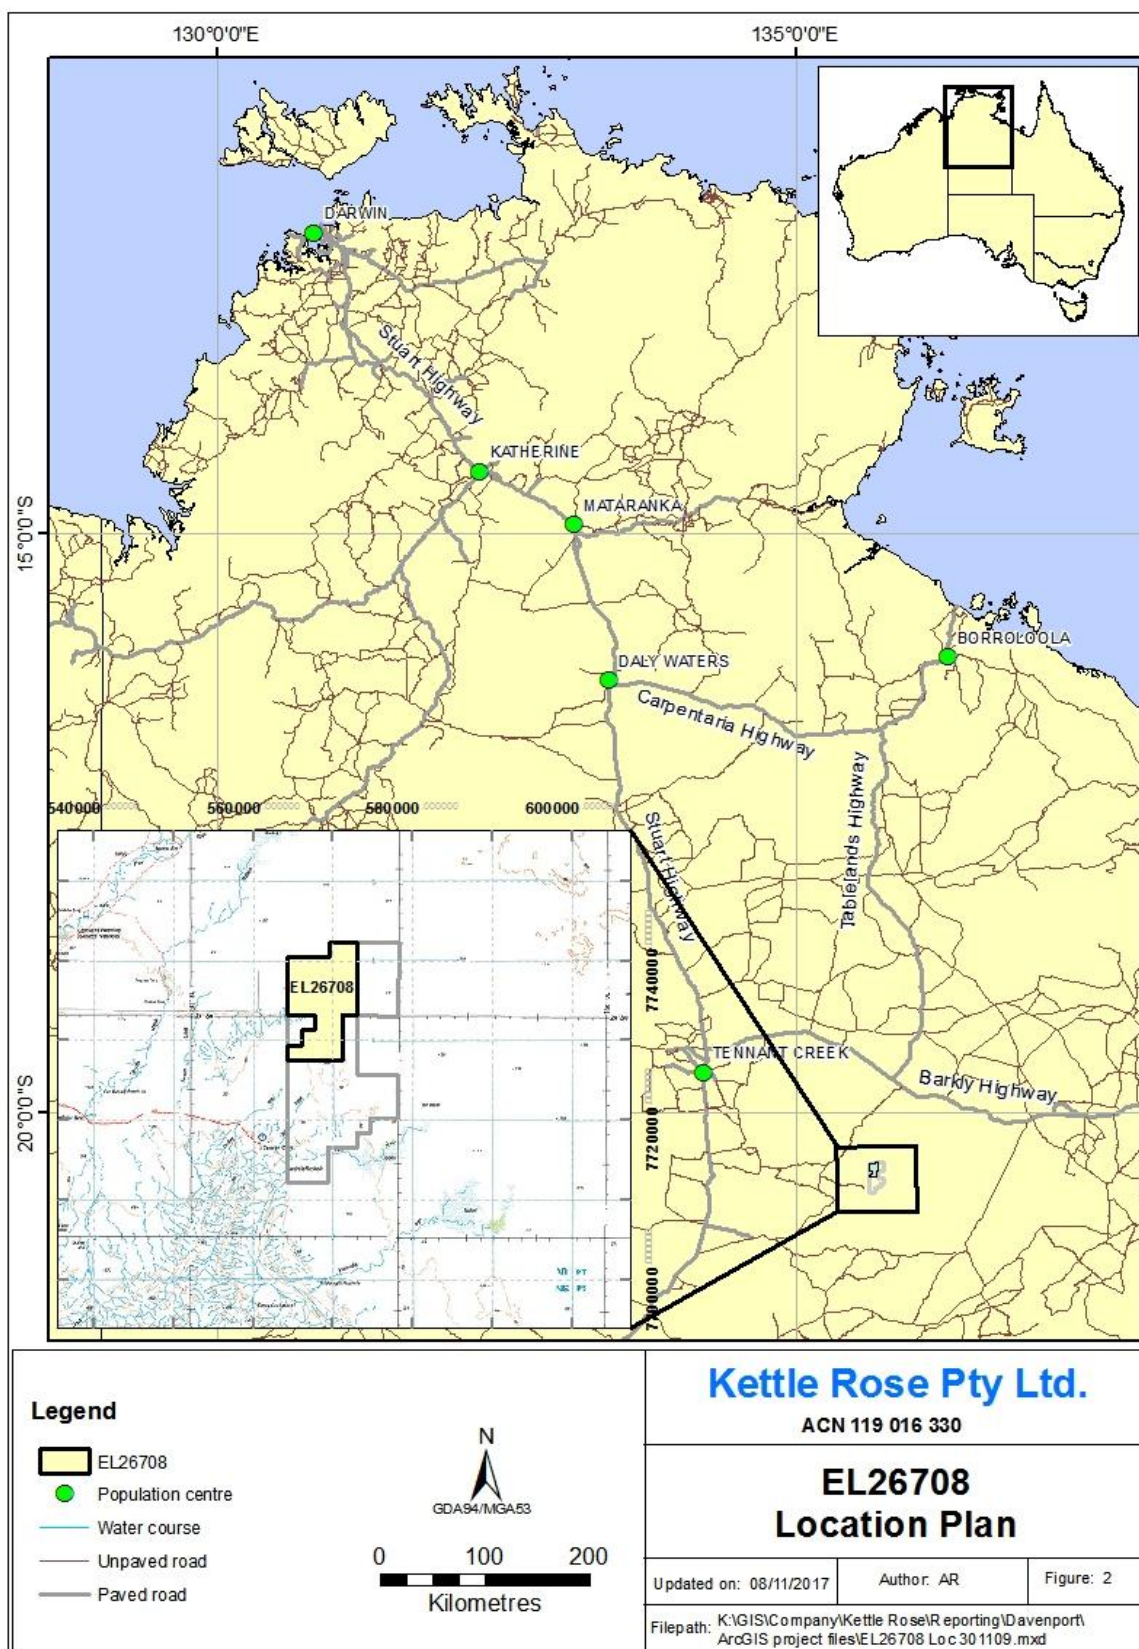 130°0'0"E
135°0'0"E
DARWIN
Stuart Highway
KATHERINE
MATARANKA
15°0'0"S
BORROLOOLA
DALY WATERS
Carpentaria Highway
Tablelands Highway
540000
560000
580000
600000
Stuart Highway
7740000
EL26708
TENNANT CREEK
Barkly Highway
20°0'0"S
7720000
7700000
Legend
EL26708
Population centre
Water course
Unpaved road
Paved road
N
GDA94/MGA53
0 100 200
Kilometres
Kettle Rose Pty Ltd.
ACN 119 016 330
EL26708
Location Plan
Updated on: 08/11/2017
Author: AR
Figure: 2
Filepath: K:\GIS\Company\Kettle Rose\Reporting\Davenport\
ArcGIS project files\EL26708 Loc301109.mxd